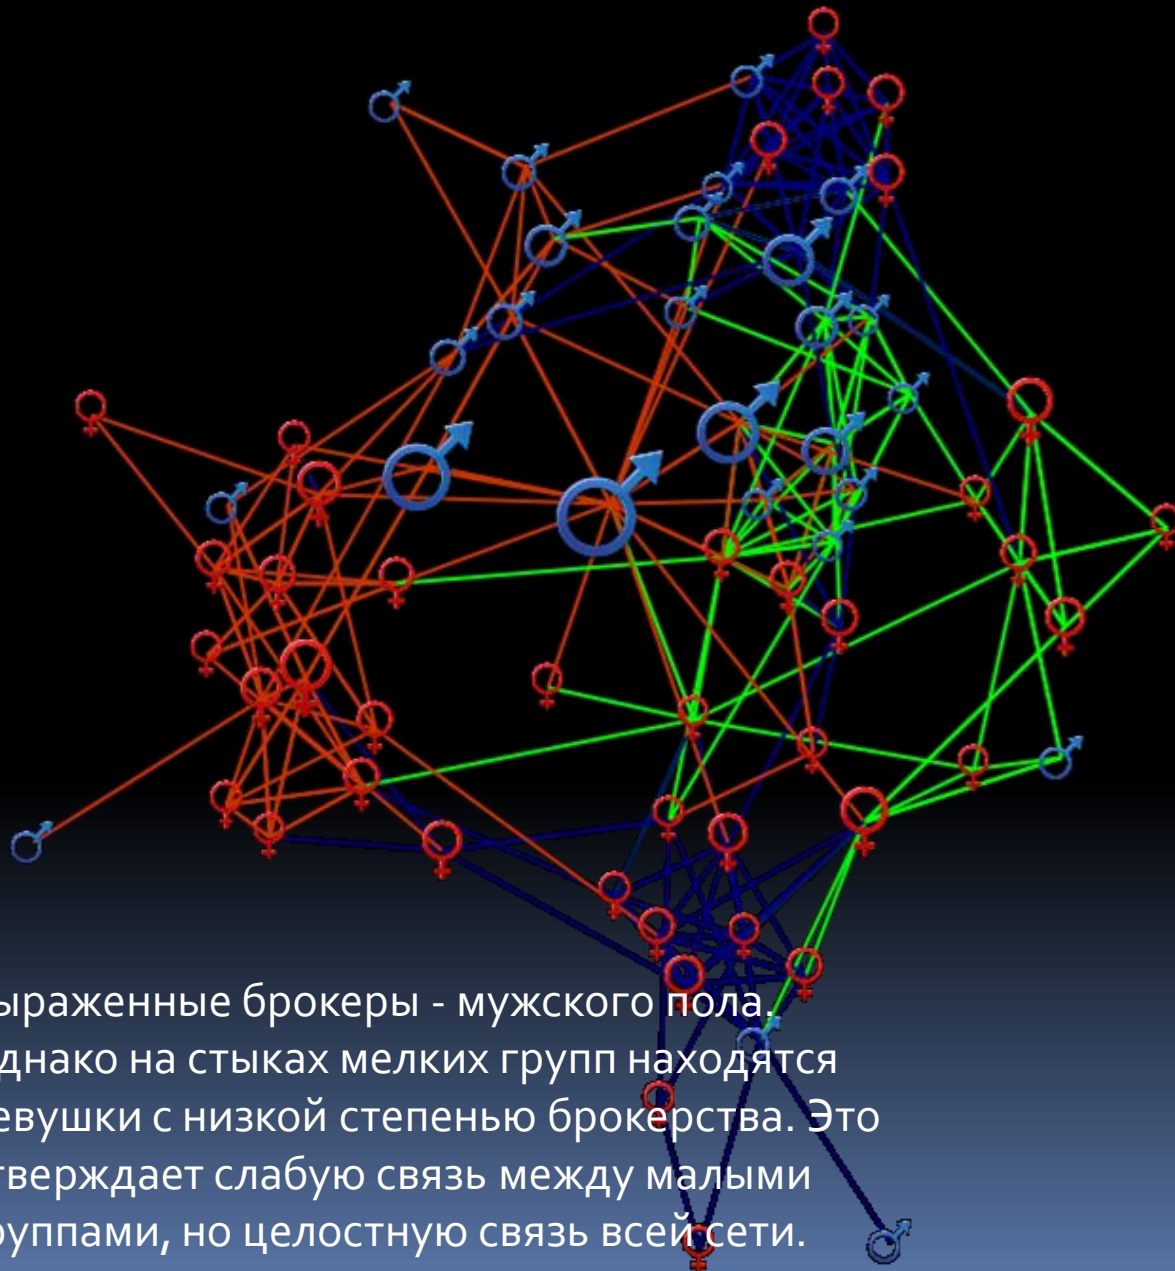 ыраженные брокеры - мужского пола.
днако на стыках мелких групп находятся
евушки с низкой степенью брокерства. Это
тверждает слабую связь между малыми
руппами, но целостную связь всей сети.